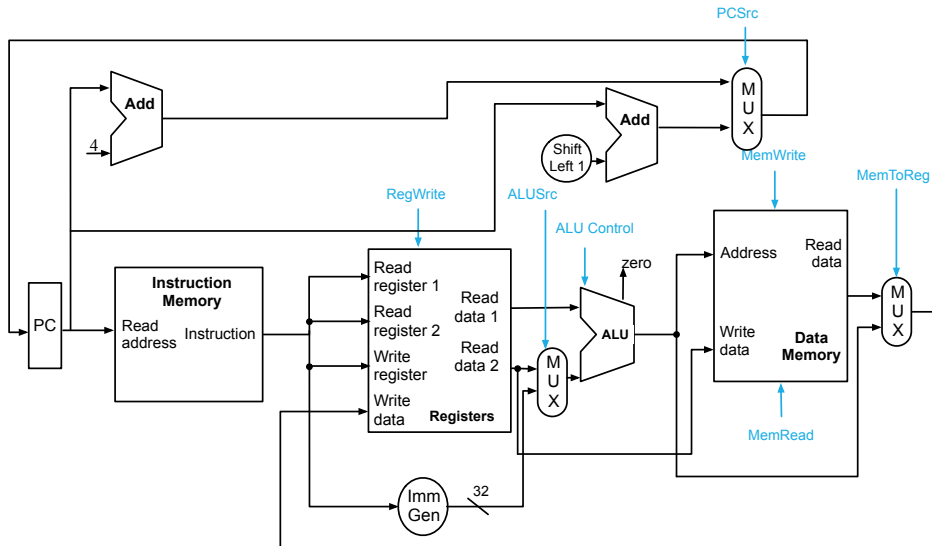 PCSrc
Add
4
Add
M
U
X
Shift
Left 1
MemWrite
RegWrite
ALUSrc
ALU Control
MemToReg
zero
PC
Instruction
Memory
Read
address
Instruction
Read
register 1
Read
register 2
Write
register
Write
data
Read
data 1
Read
data 2
Registers
M
U
X
ALU
Address
Read
data
Write
data
Data
Memory
M
U
X
MemRead
Imm
Gen
32